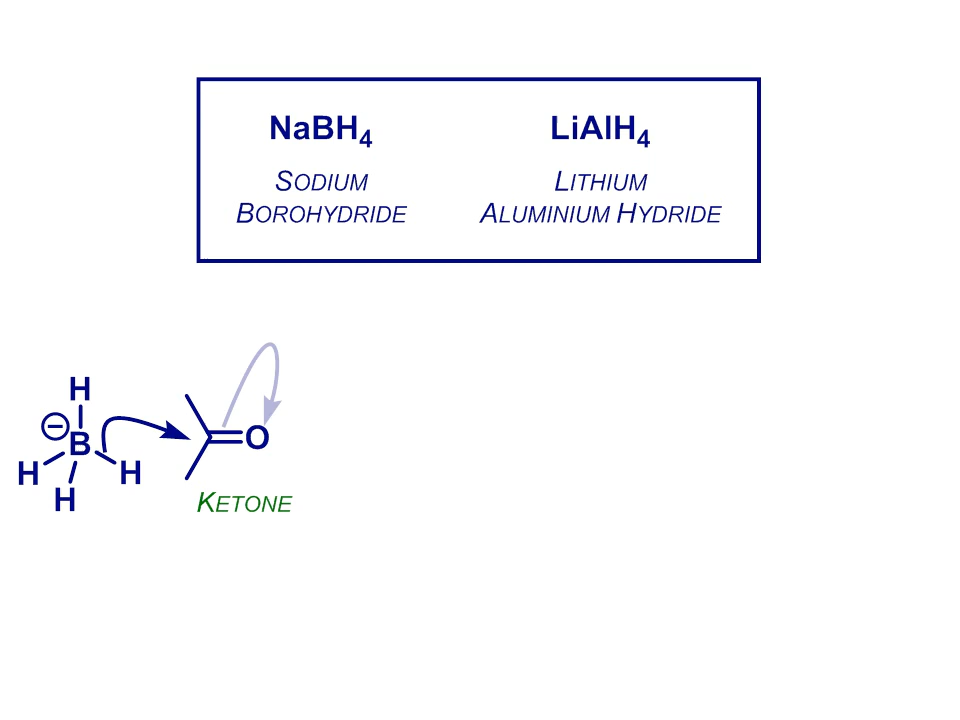 NaBH4 LiAlH4
SODIUM LITHIUM
BOROHYDRIDE ALUMINIUM HYDRIDE
H
⊖
B O
H H
H
KETONE